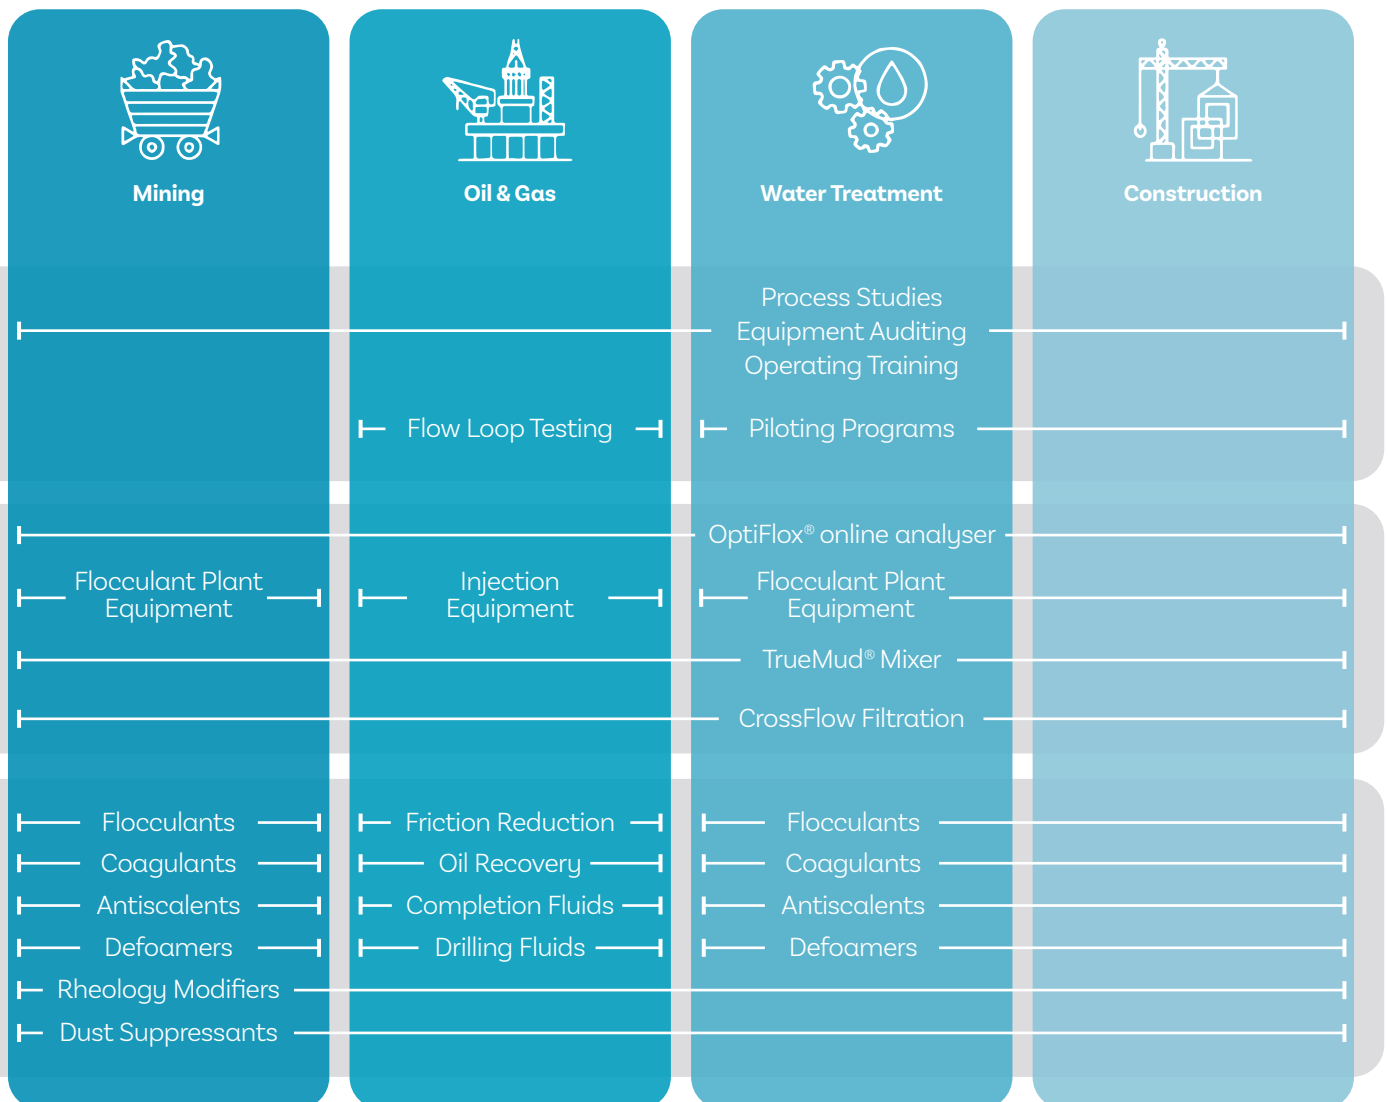 Mining
Oil & Gas
Water Treatment
Construction
Process Studies
Equipment Auditing
Operating Training
Flow Loop Testing
Piloting Programs
OptiFlox® online analyser
Flocculant Plant
Equipment
Injection
Equipment
Flocculant Plant
Equipment
TrueMud® Mixer
CrossFlow Filtration
Flocculants
Friction Reduction
Flocculants
Coagulants
Oil Recovery
Coagulants
Antiscalents
Completion Fluids
Antiscalents
Defoamers
Drilling Fluids
Defoamers
Rheology Modifiers
Dust Suppressants